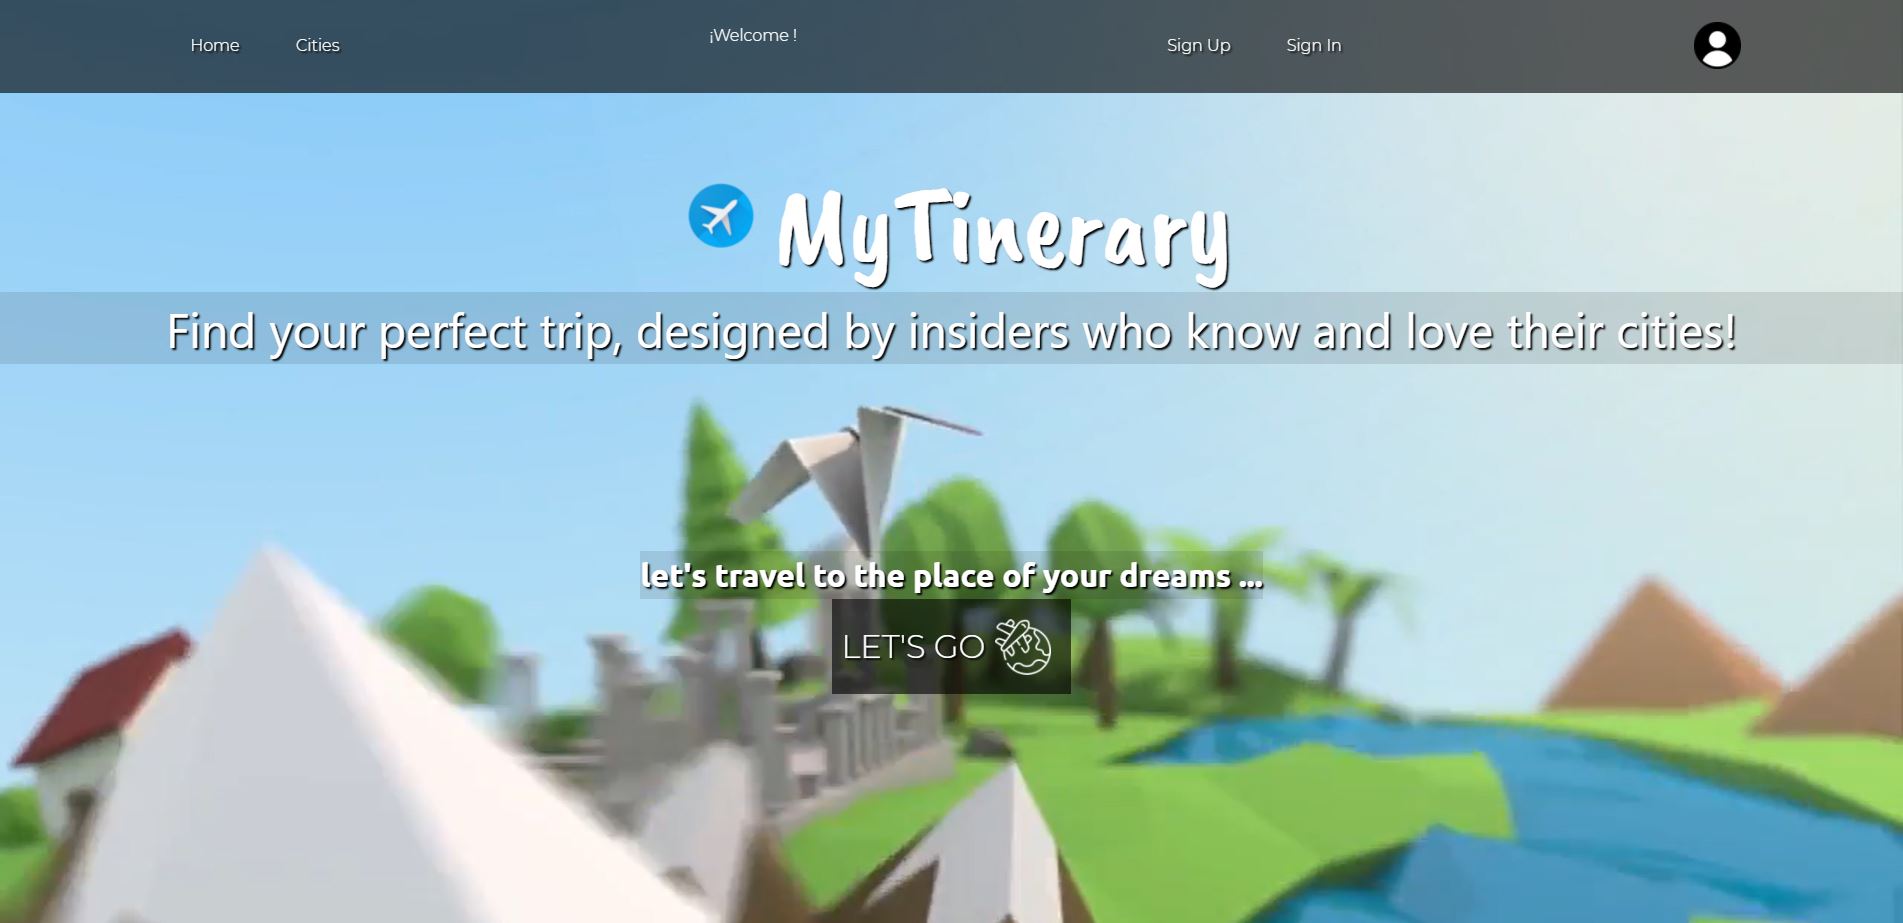 Home Cities ¡Welcome ! Sign Up Sign In
MyTinerary
Find your perfect trip, designed by insiders who know and love their cities!
let's travel to the place of your dreams ...
LET'S GO